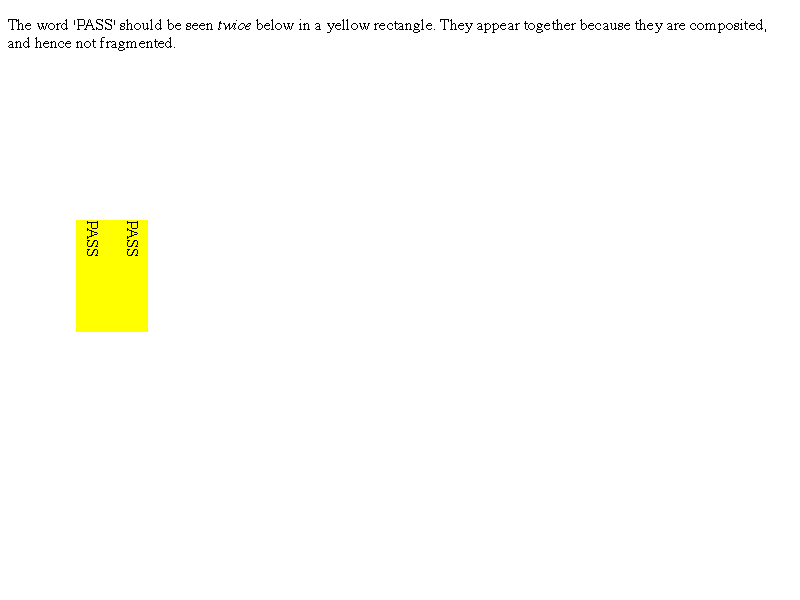 The word 'PASS' should be seen twice below in a yellow rectangle. They appear together because they are composited,
and hence not fragmented.
PASS
PASS